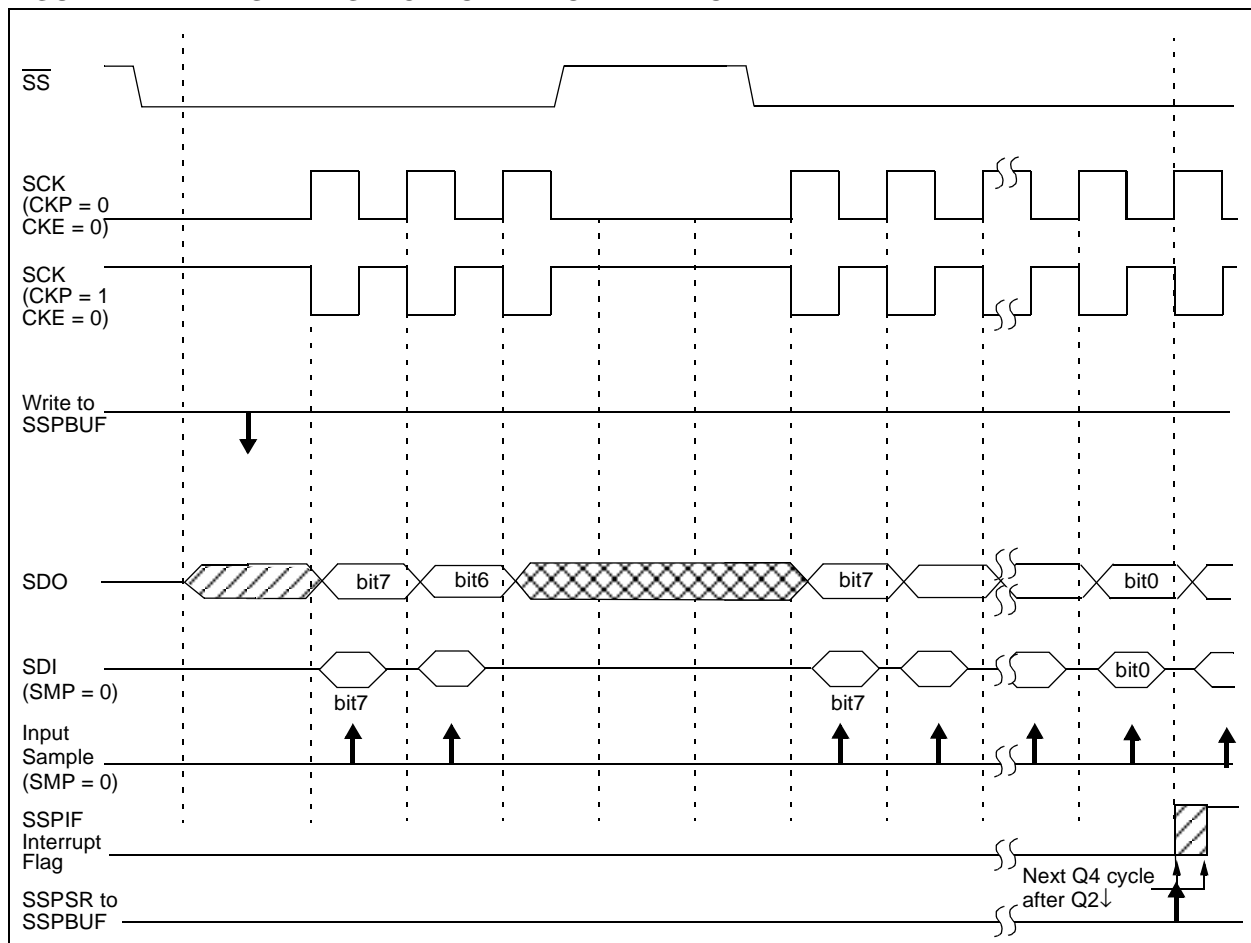 SS
SCK
(CKP = 0
CKE = 0)
SCK
(CKP = 1
CKE = 0)
Write to
SSPBUF
SDO
bit7
bit6
bit7
bit0
SDI
(SMP = 0)
bit7
bit7
bit0
Input
Sample
(SMP = 0)
SSPIF
Interrupt
Flag
Next Q4 cycle
after Q2↓
SSPSR to
SSPBUF